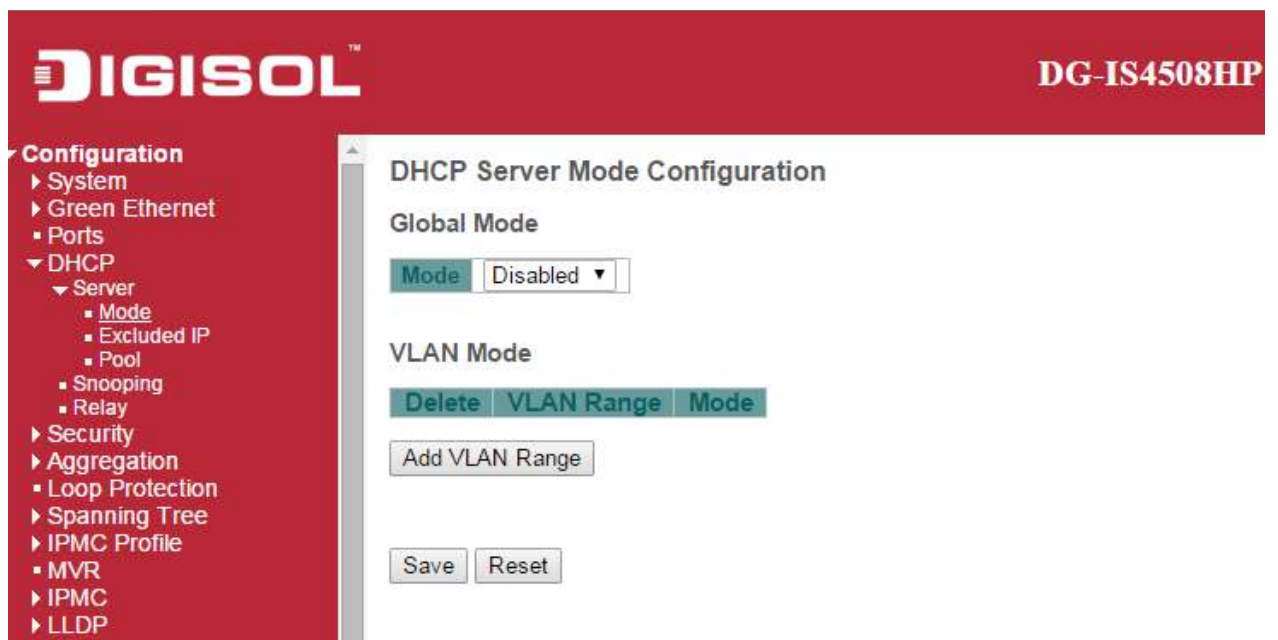 DIGISOL™
DG-IS4508HP
Configuration
System
Green Ethernet
Ports
DHCP
Server
Mode
Excluded IP
Pool
Snooping
Relay
Security
Aggregation
Loop Protection
Spanning Tree
IPMC Profile
MVR
IPMC
LLDP
DHCP Server Mode Configuration
Global Mode
Mode Disabled
VLAN Mode
Delete VLAN Range Mode
Add VLAN Range
Save Reset